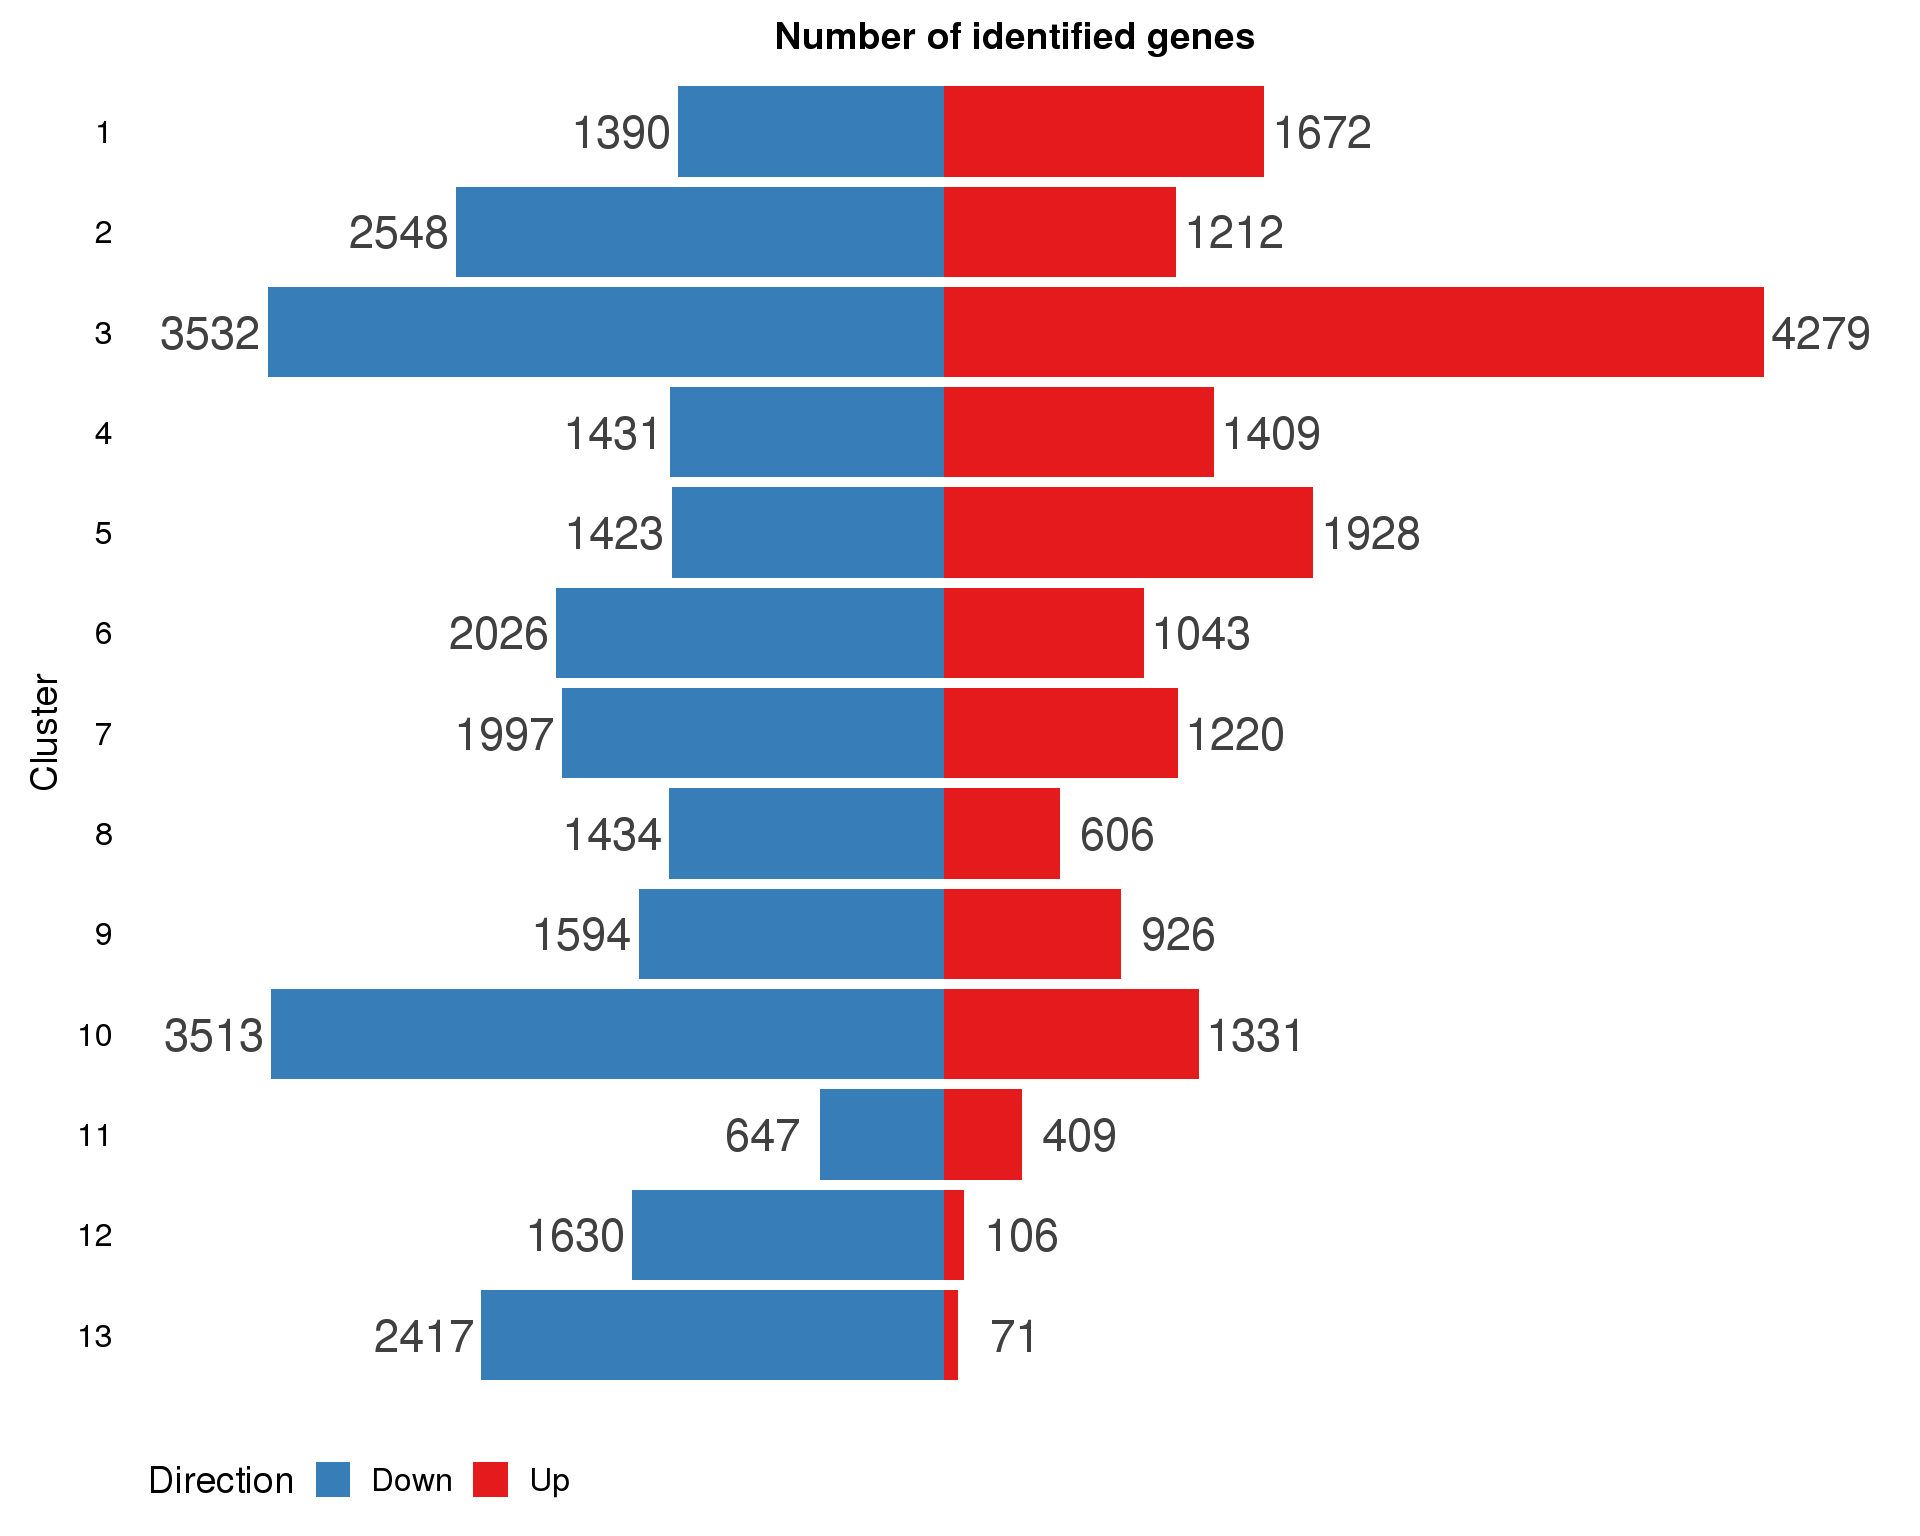 Number of identified genes
1 1390 1672
2 2548 1212
3 3532 4279
4 1431 1409
5 1423 1928
6 2026 1043
Cluster
7 1997 1220
8 1434 606
9 1594 926
10 3513 1331
11 647 409
12 1630 106
13 2417 71
Direction Down Up